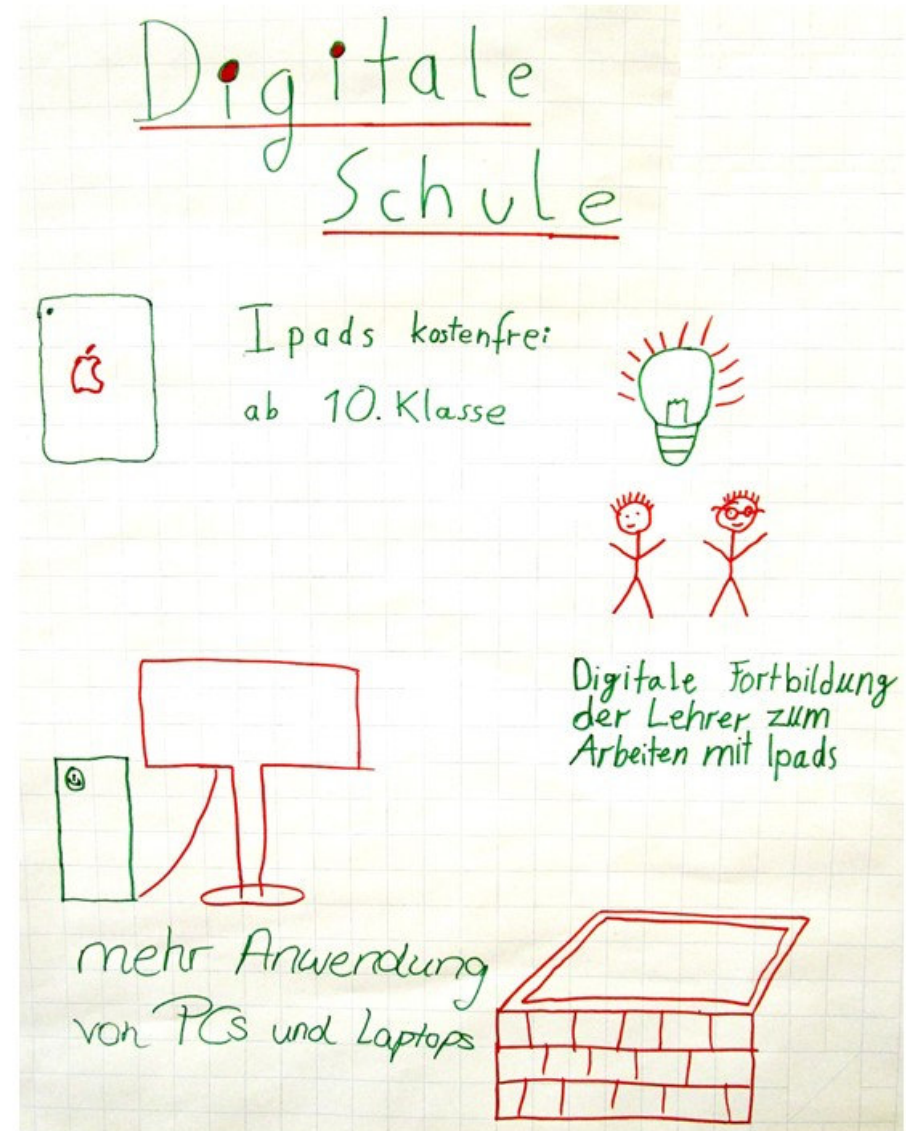 Digitale
Schule
Ipads kostenfrei
ab 10. Klasse
Digitale Fortbildung
der Lehrer zum
Arbeiten mit Ipads
mehr Anwendung
von PCs und Laptops